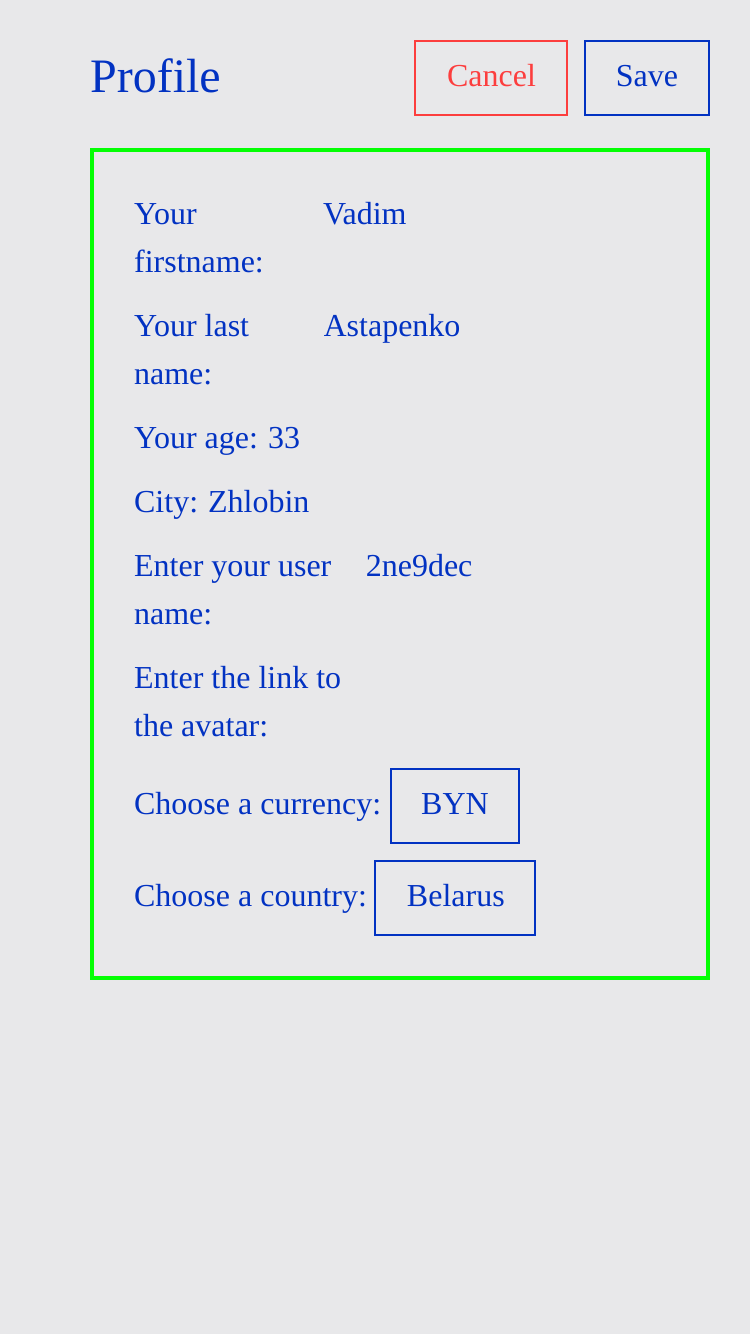 Profile Cancel Save
Your Vadim
firstname:
Your last Astapenko
name:
Your age: 33
City: Zhlobin
Enter your user 2ne9dec
name:
Enter the link to
the avatar:
Choose a currency: BYN
Choose a country: Belarus